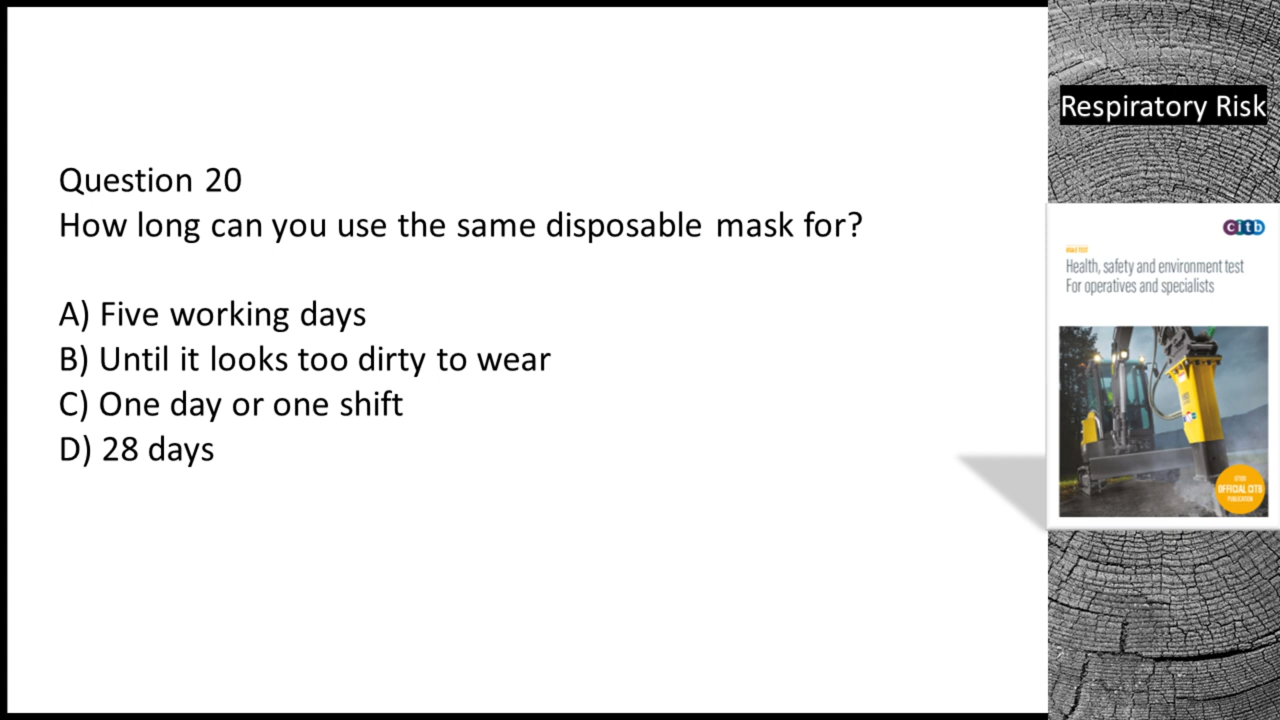 Question 20
How long can you use the same disposable mask for?
A) Five working days
B) Until it looks too dirty to wear
C) One day or one shift
D) 28 days
Respiratory Risk
citb
Health, safety and environment test
For operatives and specialists
OFFICIAL CITB
PUBLICATION